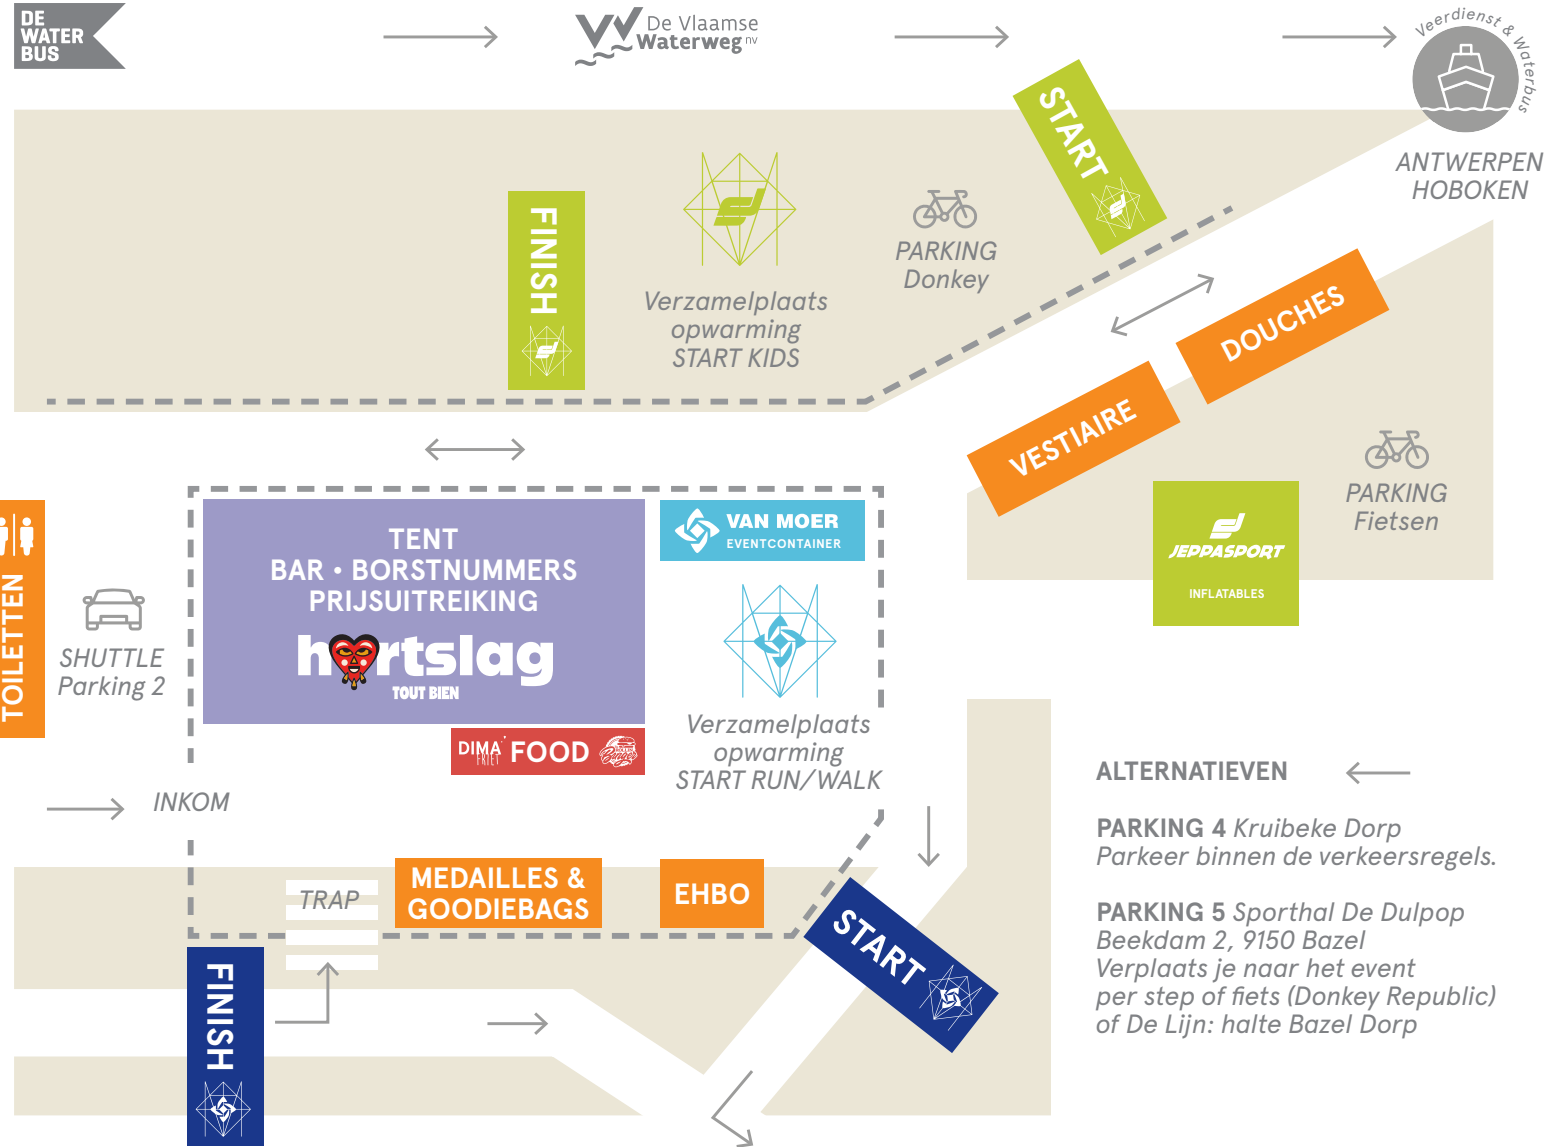 DE
WATER
BUS
De Vlaamse
Waterweg nv
Veerdienst & Waterbus
ANTWERPEN
HOBOKEN
START
FINISH
PARKING
Donkey
Verzamelplaats
opwarming
START KIDS
DOUCHES
VESTIAIRE
PARKING
Fietsen
JEPPASPORT
INFLATABLES
TOILETTEN
SHUTTLE
Parking 2
TENT
BAR • BORSTNUMMERS
PRIJSUITREIKING
hartslag
TOUT BIEN
VAN MOER
EVENTCONTAINER
DIMA
FRIET
FOOD
Verzamelplaats
opwarming
START RUN/WALK
INKOM
TRAP
MEDAILLES &
GOODIEBAGS
EHBO
START
FINISH
ALTERNATIEVEN
PARKING 4 Kruibeke Dorp
Parkeer binnen de verkeersregels.
PARKING 5 Sporthal De Dulpop
Beekdam 2, 9150 Bazel
Verplaats je naar het event
per step of fiets (Donkey Republic)
of De Lijn: halte Bazel Dorp